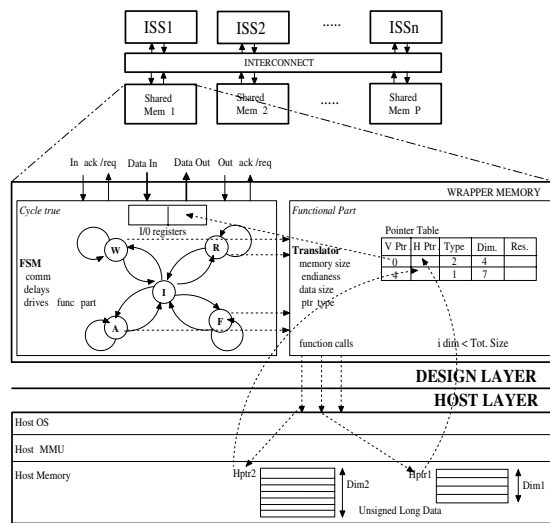 ISS1 ISS2 ..... ISSn
INTERCONNECT
Shared Mem 1
Shared Mem 2
.....
Shared Mem P
In ack /req Data In Data Out Out ack /req
WRAPPER MEMORY
Cycle true
I/0 registers
W
R
I
A
F
FSM
comm
delays
drives func part
Functional Part
Translator
memory size
endianess
data size
ptr type
Pointer Table
V Ptr H Ptr Type Dim. Res.
0 2 4
4 1 7
function calls
i dim < Tot. Size
DESIGN LAYER
HOST LAYER
Host OS
Host MMU
Host Memory
Hptr2
Dim2
Hptr1
Dim1
Unsigned Long Data